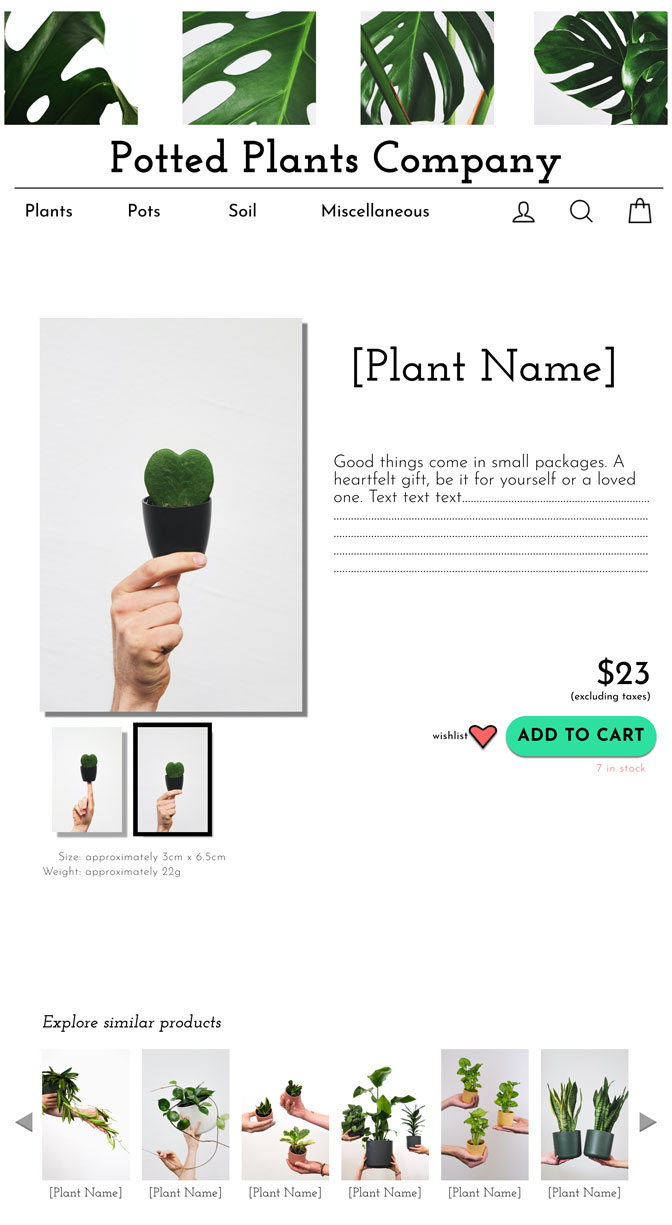 Potted Plants Company
Plants Pots Soil Miscellaneous
[Plant Name]
Good things come in small packages. A
heartfelt gift, be it for yourself or a loved
one. Text text text...............................................................
..........................................................................................................
..........................................................................................................
..........................................................................................................
..........................................................................................................
$23
(excluding taxes)
wishlist ADD TO CART
7 in stock
Size: approximately 3cm x 6.5cm
Weight: approximately 22g
Explore similar products
[Plant Name] [Plant Name] [Plant Name] [Plant Name] [Plant Name] [Plant Name]